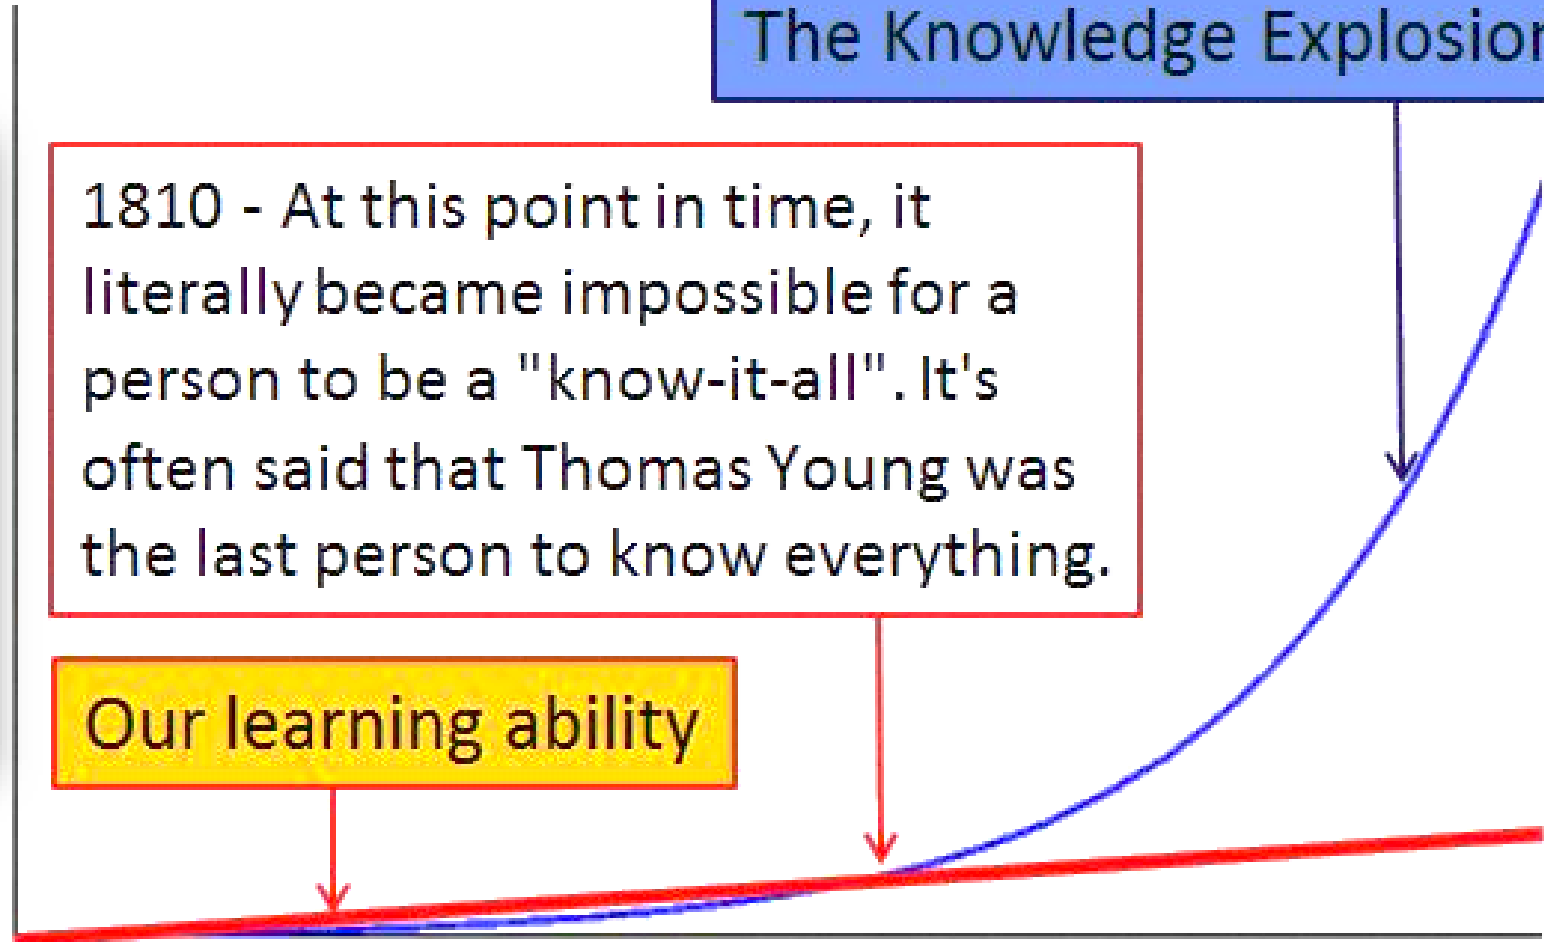 The Knowledge Explosion
1810 - At this point in time, it
literally became impossible for a
person to be a "know-it-all". It's
often said that Thomas Young was
the last person to know everything.
Our learning ability